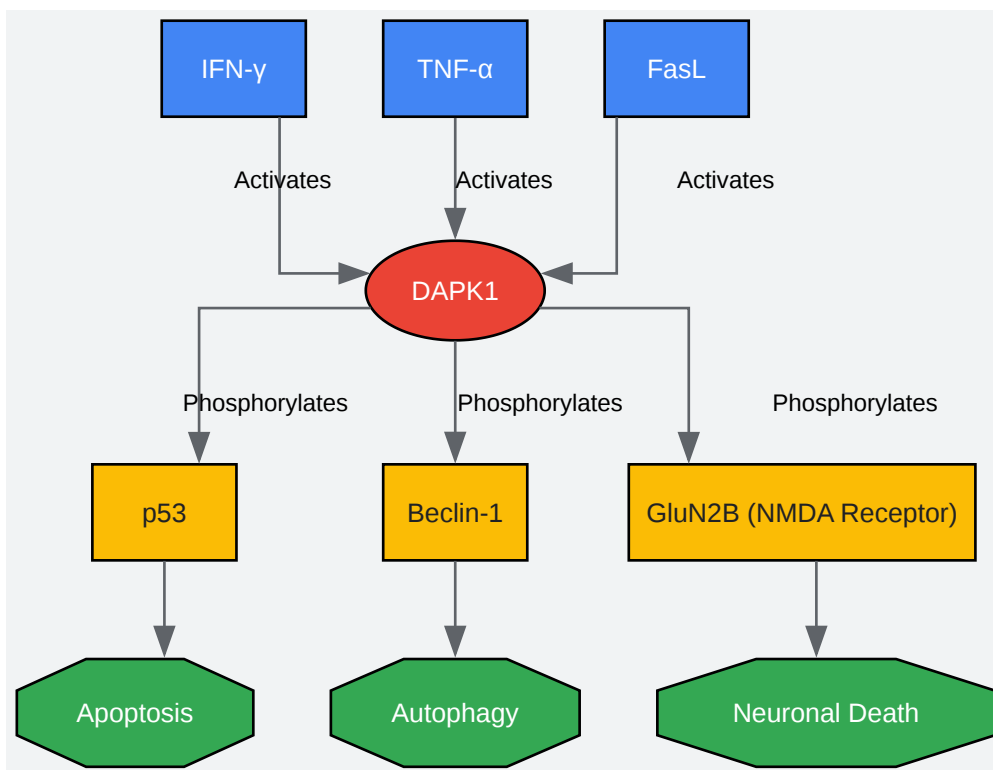 IFN-γ
TNF-α
FasL
Activates
Activates
Activates
DAPK1
Phosphorylates
Phosphorylates
Phosphorylates
p53
Beclin-1
GluN2B (NMDA Receptor)
Apoptosis
Autophagy
Neuronal Death